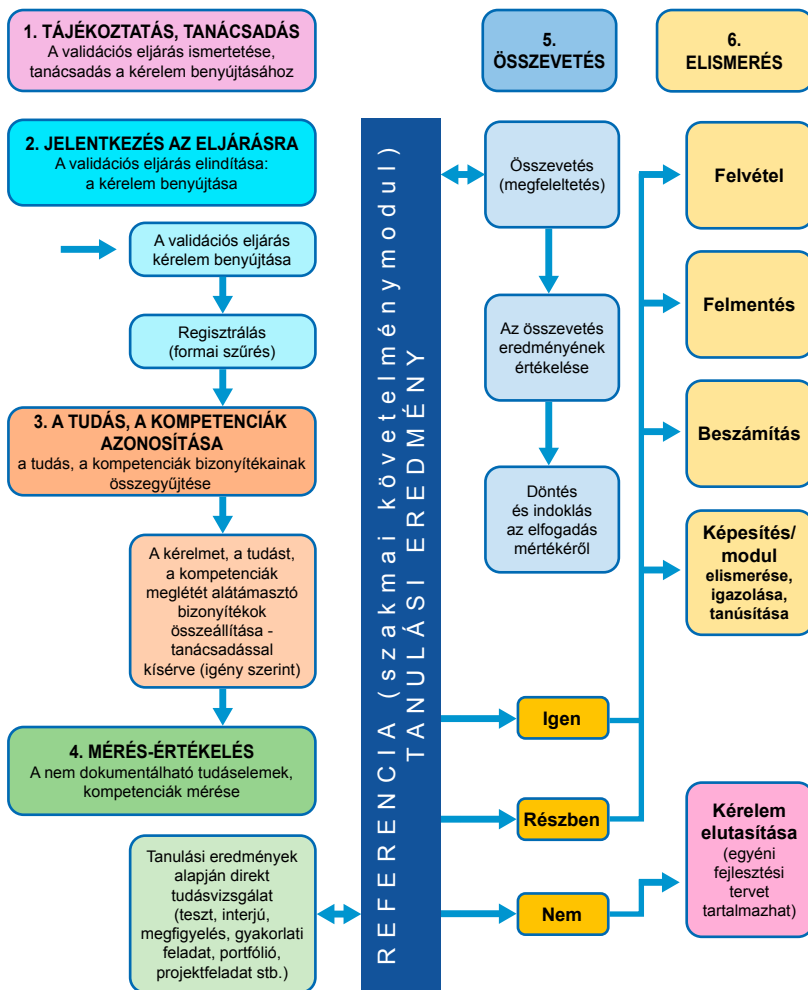 1. TÁJÉKOZTATÁS, TANÁCSADÁS
A validációs eljárás ismertetése,
tanácsadás a kérelem benyújtásához
2. JELENTKEZÉS AZ ELJÁRÁSRA
A validációs eljárás elindítása:
a kérelem benyújtása
A validációs eljárás
kérelem benyújtása
Regisztrálás
(formai szűrés)
3. A TUDÁS, A KOMPETENCIÁK
AZONOSÍTÁSA
a tudás, a kompetenciák bizonyítékainak
összegyűjtése
A kérelmet, a tudást,
a kompetenciák
meglétét alátámasztó
bizonyítékok
összeállítása -
tanácsadással
kísérve (igény szerint)
4. MÉRÉS-ÉRTÉKELÉS
A nem dokumentálható tudáselemek,
kompetenciák mérése
Tanulási eredmények
alapján direkt
tudásvizsgálat
(teszt, interjú,
megfigyelés, gyakorlati
feladat, portfólió,
projektfeladat stb.)
REFERENCIA (szakmai követelménymodul)
TANULÁSI EREDMÉNY
5.
ÖSSZEVETÉS
Összevetés
(megfeleltetés)
Az összevetés
eredményének
értékelése
Döntés
és indoklás
az elfogadás
mértékéről
Igen
Részben
Nem
6.
ELISMERÉS
Felvétel
Felmentés
Beszámítás
Képesítés/
modul
elismerése,
igazolása,
tanúsítása
Kérelem
elutasítása
(egyéni
fejlesztési
tervet
tartalmazhat)